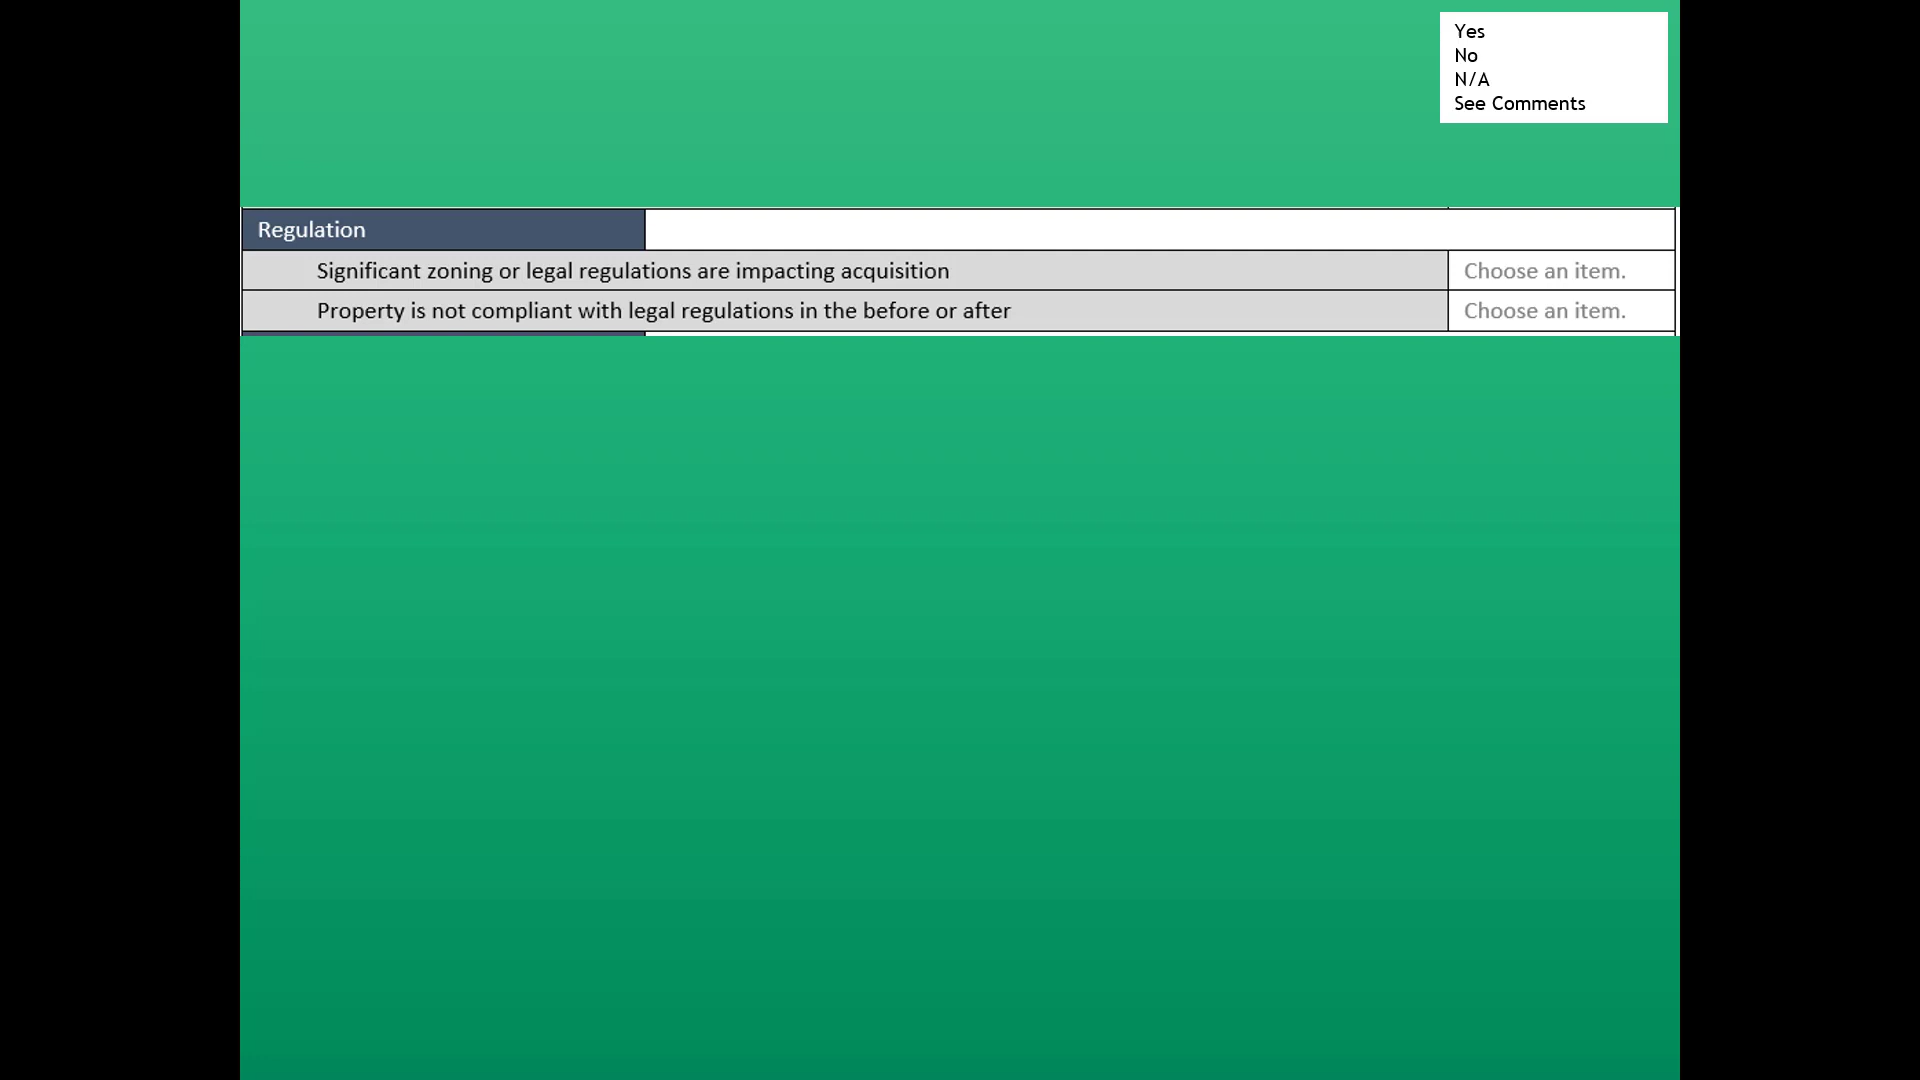 Yes
No
N/A
See Comments
Regulation
Significant zoning or legal regulations are impacting acquisition
Choose an item.
Property is not compliant with legal regulations in the before or after
Choose an item.